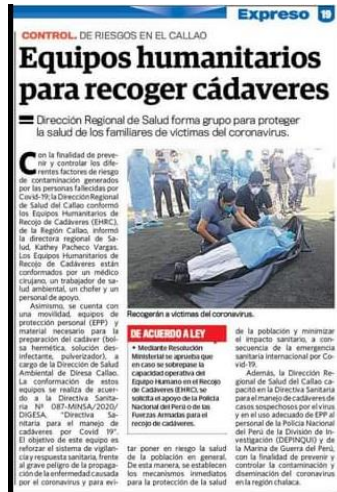 Expreso 19
CONTROL. DE RIESGOS EN EL CALLAO
Equipos humanitarios
para recoger cádaveres
Dirección Regional de Salud forma grupo para proteger
la salud de los familiares de víctimas del coronavirus.
Con la finalidad de preve-
nir y controlar los dife-
rentes factores de riesgo
de contaminación generados
por las personas fallecidas por
Covid-19; la Dirección Regional
de Salud del Callao conformó
los Equipos Humanitarios de
Recojo de Cadáveres (EHRC),
de la Región Callao, informó
la directora regional de Sa-
lud, Kathey Pacheco Vargas.
Los Equipos Humanitarios de
Recojo de Cadáveres están
conformados por un médico
cirujano, un trabajador de sa-
lud ambiental, un chofer y un
personal de apoyo.
Asimismo, se cuenta con
una movilidad, equipos de
protección personal (EPP) y
material necesario para la
preparación del cadáver (bol-
sa hermética, solución desin-
fectante, pulverizador), a
cargo de la Dirección de Salud
Ambiental de Diresa Callao.
La conformación de estos
equipos se realiza de acuer-
do a la Directiva Sanita-
ria Nº 087-MINSA/2020/
DIGESA, "Directiva Sa-
nitaria para el manejo de
cadáveres por Covid 19".
El objetivo de este equipo es
reforzar el sistema de vigilan-
cia y respuesta sanitaria, frente
al grave peligro de la propaga-
ción de la enfermedad causada
por el coronavirus y para evi-
Recogerán a víctimas del coronavirus.
DE ACUERDO A LEY
• Mediante Resolución
Ministerial se aprueba que
en caso se sobrepase la
capacidad operativa del
Equipo Humano en el Recojo
de Cadáveres (EHRC), se
solicita el apoyo de la Policía
Nacional del Perú o de las
Fuerzas Armadas para el
recojo de cadáveres.
tar poner en riesgo la salud
de la población en general.
De esta manera, se establecen
los mecanismos inmediatos
para la protección de la salud
de la población y minimizar
el impacto sanitario, a con-
secuencia de la emergencia
sanitaria internacional por Co-
vid-19.
Además, la Dirección Re-
gional de Salud del Callao ca-
pacitó en la Directiva Sanitaria
para el manejo de cadáveres de
casos sospechosos por el virus
y en el uso adecuado de EPP al
personal de la Policía Nacional
del Perú de la División de In-
vestigación (DEPINQUI) y de
la Marina de Guerra del Perú,
con la finalidad de prevenir y
controlar la contaminación y
diseminación del coronavirus
en la región chalaca.